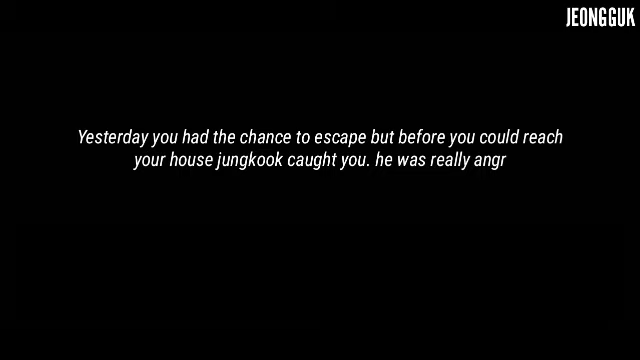 JEONGGUK
Yesterday you had the chance to escape but before you could reach
your house jungkook caught you. he was really angr